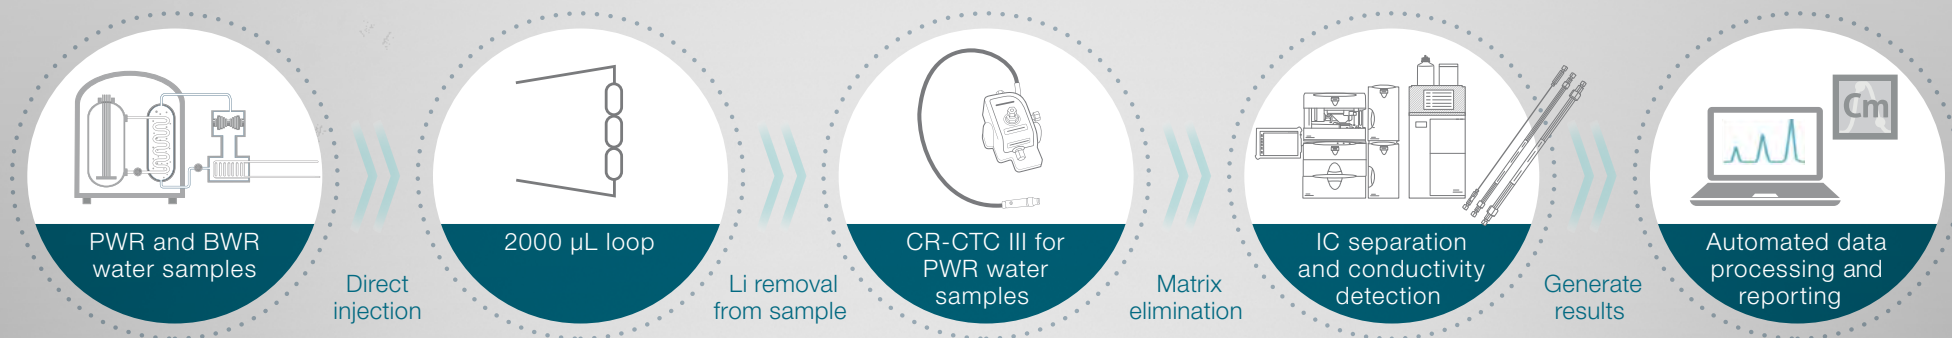 PWR and BWR
water samples
Direct
injection
2000 µL loop
Li removal
from sample
CR-CTC III for
PWR water
samples
Matrix
elimination
IC separation
and conductivity
detection
Generate
results
Cm
Automated data
processing and
reporting